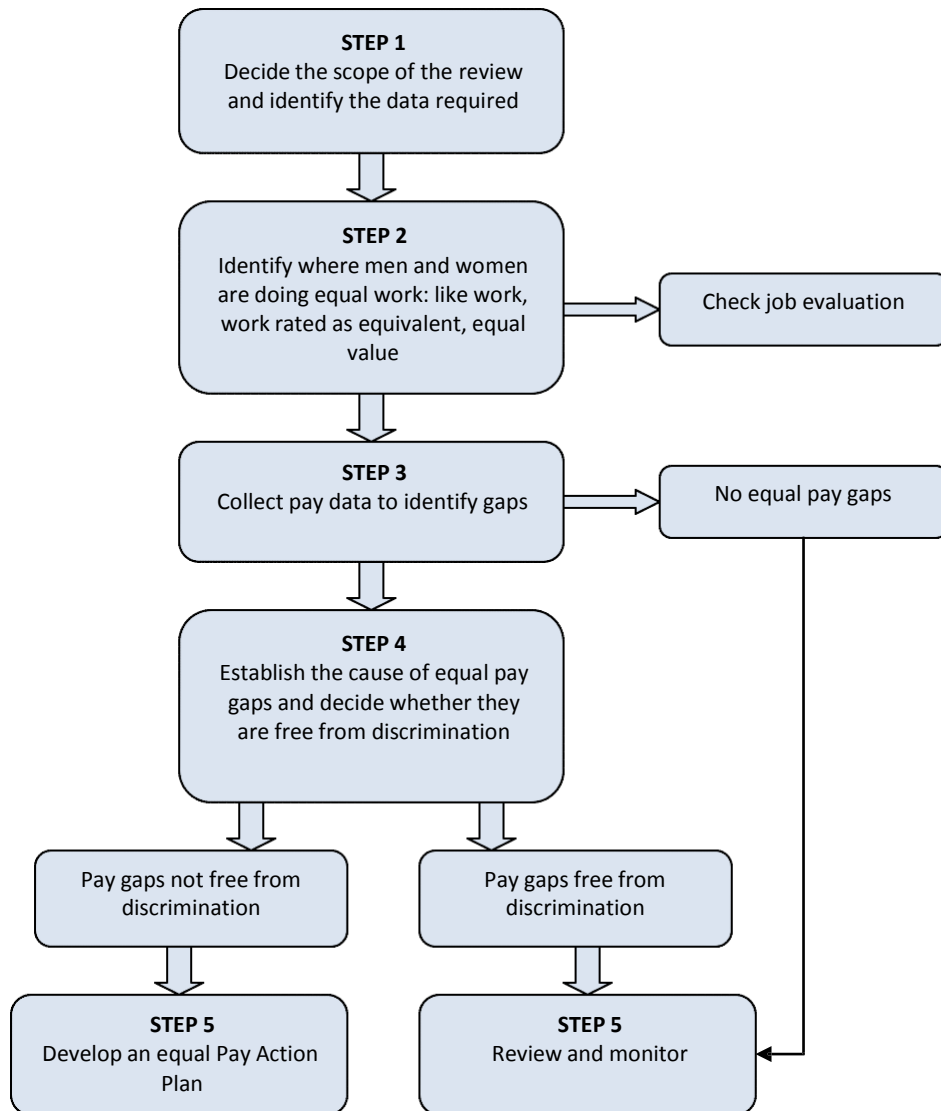 STEP 1
Decide the scope of the review
and identify the data required
STEP 2
Identify where men and women
are doing equal work: like work,
work rated as equivalent, equal
value
Check job evaluation
STEP 3
Collect pay data to identify gaps
No equal pay gaps
STEP 4
Establish the cause of equal pay
gaps and decide whether they
are free from discrimination
Pay gaps not free from
discrimination
Pay gaps free from
discrimination
STEP 5
Develop an equal Pay Action
Plan
STEP 5
Review and monitor